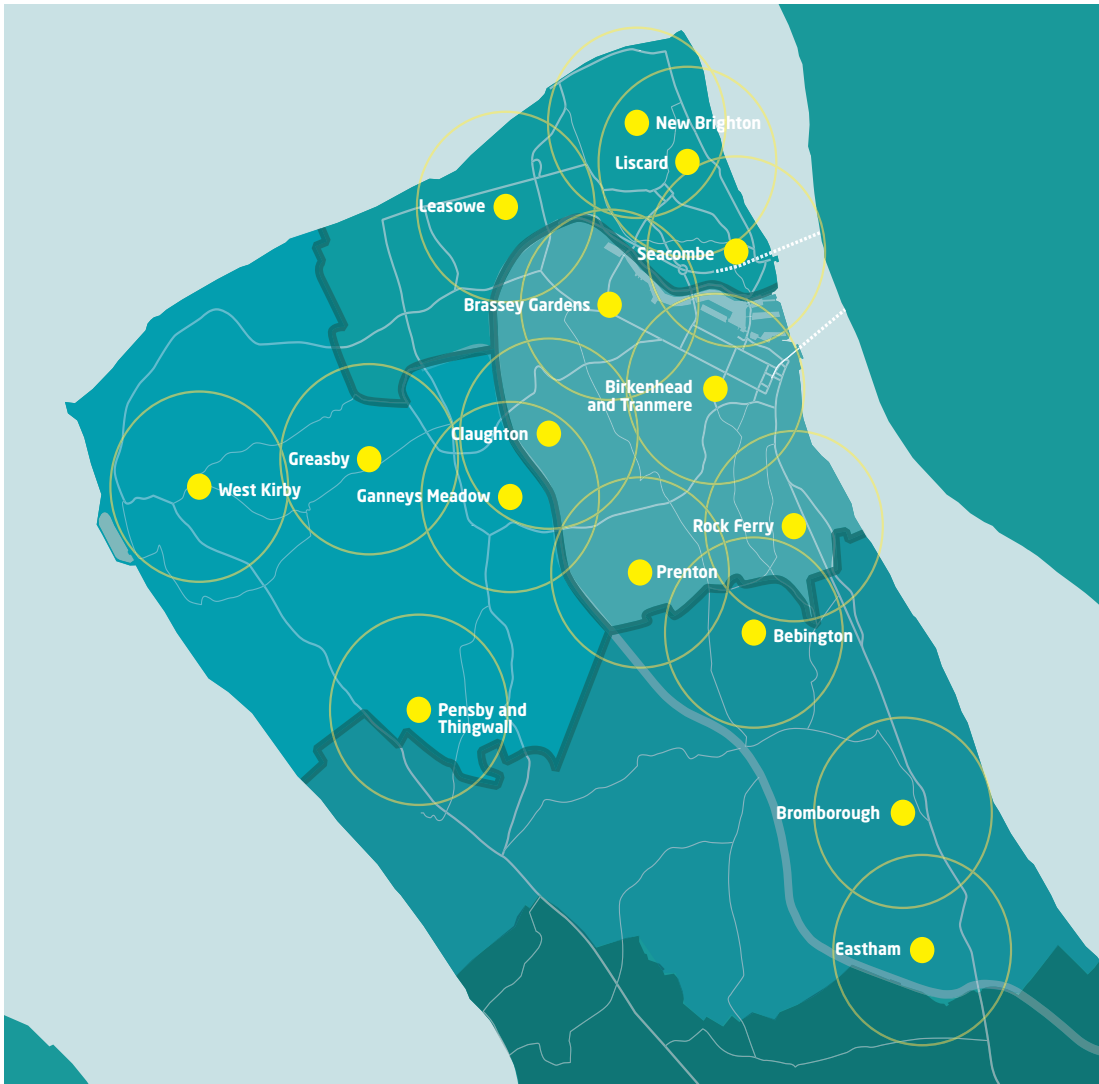 New Brighton
Liscard
Leasowe
Seacombe
Brassey Gardens
Birkenhead
and Tranmere
Claughton
Greasby
West Kirby
Ganneys Meadow
Rock Ferry
Prenton
Bebington
Pensby and
Thingwall
Bromborough
Eastham